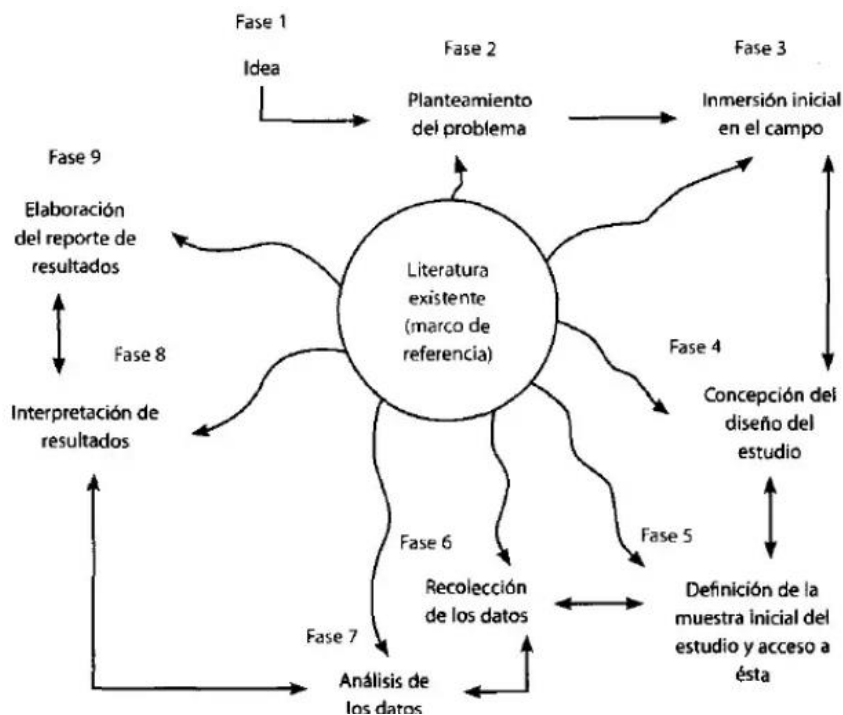 Fase 1
Idea
Fase 2
Planteamiento
del problema
Fase 3
Inmersión inicial
en el campo
Fase 9
Elaboración
del reporte de
resultados
Literatura
existente
(marco de
referencia)
Fase 4
Concepción del
diseño del
estudio
Fase 8
Interpretación de
resultados
Fase 5
Definición de la
muestra inicial del
estudio y acceso a
ésta
Fase 6
Recolección
de los datos
Fase 7
Análisis de
los datos